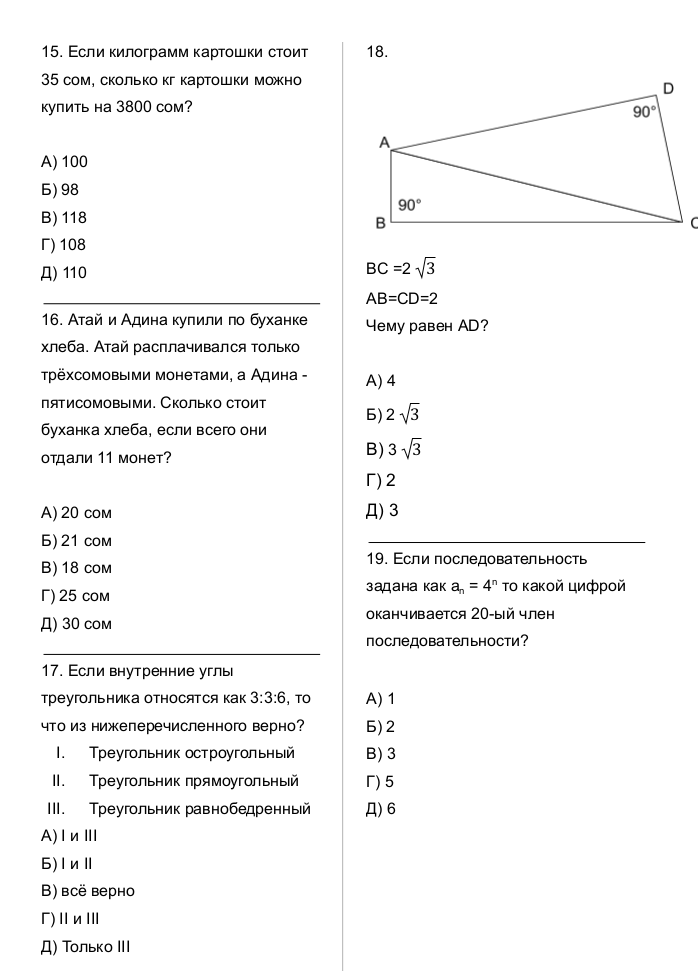 15. Если килограмм картошки стоит
35 сом, сколько кг картошки можно
купить на 3800 сом?
А) 100
Б) 98
В) 118
Г) 108
Д) 110
16. Атай и Адина купили по буханке
хлеба. Атай расплачивался только
трёхсомовыми монетами, а Адина -
пятисомовыми. Сколько стоит
буханка хлеба, если всего они
отдали 11 монет?
А) 20 сом
Б) 21 сом
В) 18 сом
Г) 25 сом
Д) 30 сом
17. Если внутренние углы
треугольника относятся как 3:3:6, то
что из нижеперечисленного верно?
I. Треугольник остроугольный
II. Треугольник прямоугольный
III. Треугольник равнобедренный
А) I и III
Б) I и II
В) всё верно
Г) II и III
Д) Только III
18.
D
90°
A
90°
B
C
BC =2 √3
AB=CD=2
Чему равен AD?
А) 4
Б) 2 √3
В) 3 √3
Г) 2
Д) 3
19. Если последовательность
задана как aₙ = 4ⁿ то какой цифрой
оканчивается 20-ый член
последовательности?
А) 1
Б) 2
В) 3
Г) 5
Д) 6